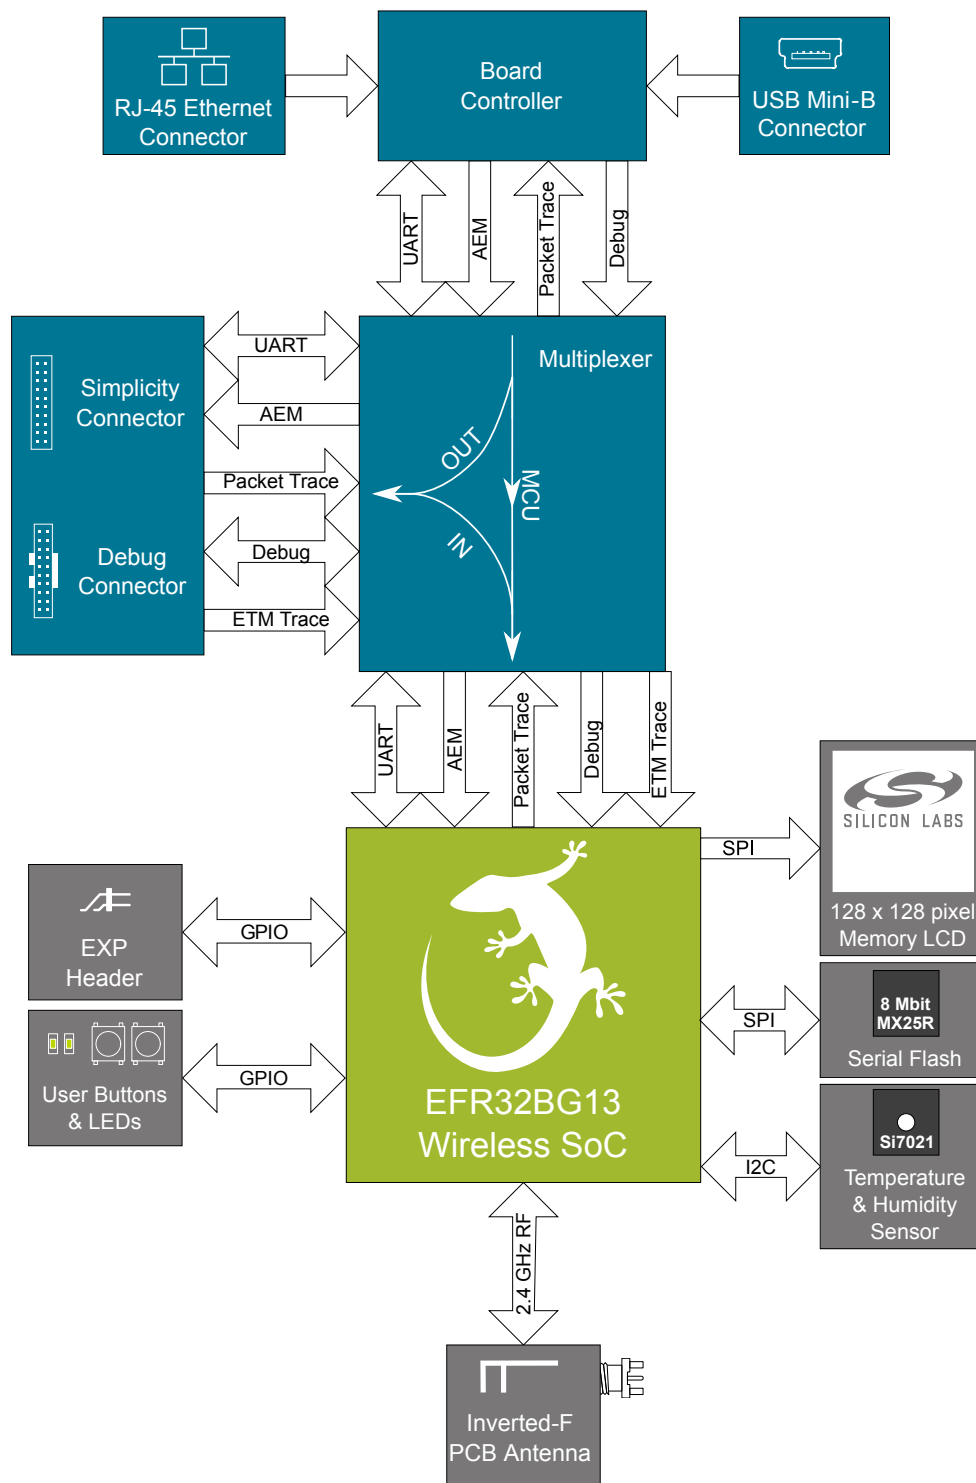 RJ-45 Ethernet
Connector
Board
Controller
USB Mini-B
Connector
UART
AEM
Packet Trace
Debug
Simplicity
Connector
Debug
Connector
UART
AEM
Packet Trace
Debug
ETM Trace
Multiplexer
OUT
MCU
IN
UART
AEM
Packet Trace
Debug
ETM Trace
SPI
SILICON LABS
128 x 128 pixel
Memory LCD
EXP
Header
GPIO
SPI
8 Mbit
MX25R
Serial Flash
User Buttons
& LEDs
GPIO
EFR32BG13
Wireless SoC
I2C
Si7021
Temperature
& Humidity
Sensor
2.4 GHz RF
Inverted-F
PCB Antenna